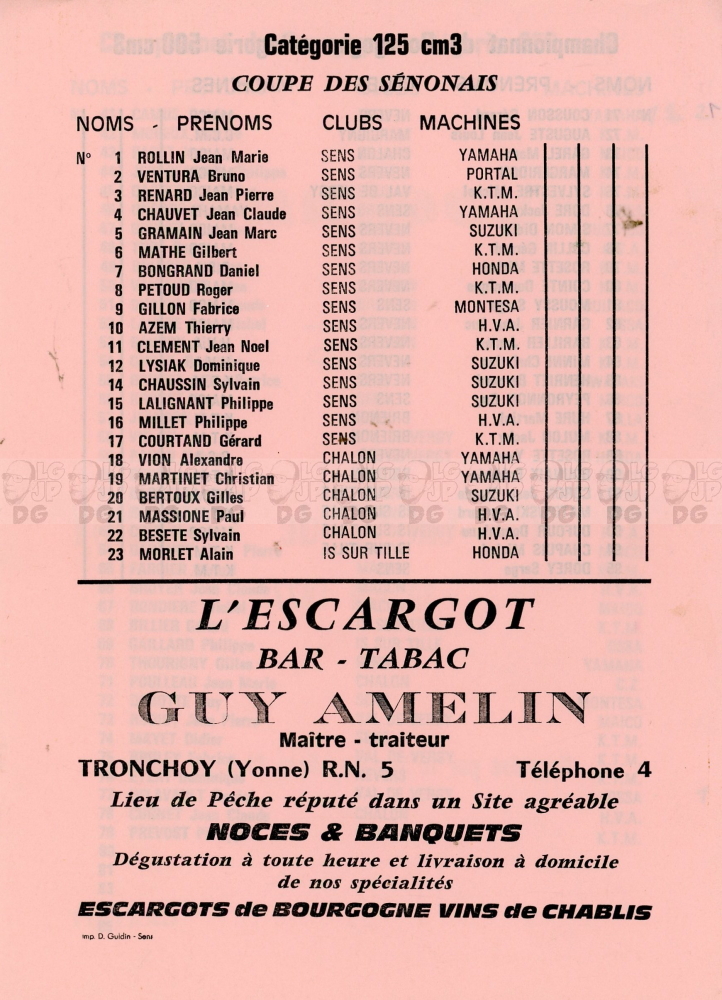 Catégorie 125 cm3
COUPE DES SÉNONAIS
NOMS PRÉNOMS CLUBS MACHINES
N° 1 ROLLIN Jean Marie SENS YAMAHA
2 VENTURA Bruno SENS PORTAL
3 RENARD Jean Pierre SENS K.T.M.
4 CHAUVET Jean Claude SENS YAMAHA
5 GRAMAIN Jean Marc SENS SUZUKI
6 MATHE Gilbert SENS K.T.M.
7 BONGRAND Daniel SENS HONDA
8 PETOUD Roger SENS K.T.M.
9 GILLON Fabrice SENS MONTESA
10 AZEM Thierry SENS H.V.A.
11 CLEMENT Jean Noel SENS K.T.M.
12 LYSIAK Dominique SENS SUZUKI
14 CHAUSSIN Sylvain SENS SUZUKI
15 LALIGNANT Philippe SENS SUZUKI
16 MILLET Philippe SENS H.V.A.
17 COURTAND Gérard SENS K.T.M.
18 VION Alexandre CHALON YAMAHA
19 MARTINET Christian CHALON YAMAHA
20 BERTOUX Gilles CHALON SUZUKI
21 MASSIONE Paul CHALON H.V.A.
22 BESETE Sylvain CHALON H.V.A.
23 MORLET Alain IS SUR TILLE HONDA
L'ESCARGOT
BAR - TABAC
GUY AMELIN
Maître - traiteur
TRONCHOY (Yonne) R.N. 5 Téléphone 4
Lieu de Pêche réputé dans un Site agréable
NOCES & BANQUETS
Dégustation à toute heure et livraison à domicile
de nos spécialités
ESCARGOTS de BOURGOGNE VINS de CHABLIS
Imp. D. Guidin - Sens